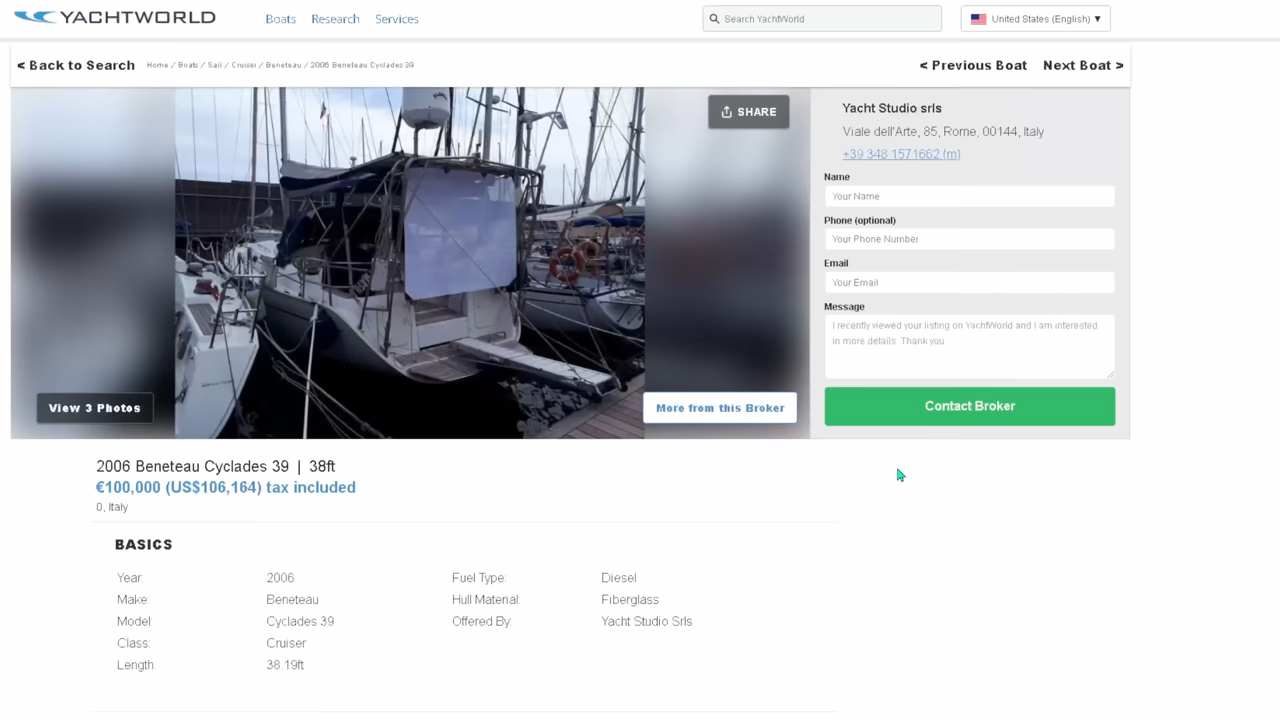 YACHTWORLD
Boats
Research
Services
Search YachtWorld
United States (English) ▼
< Back to Search
Home / Boats / Sail / Cruiser / Beneteau / 2006 Beneteau Cyclades 39
< Previous Boat
Next Boat >
SHARE
View 3 Photos
More from this Broker
Yacht Studio srls
Viale dell'Arte, 85, Rome, 00144, Italy
+39 348 1571662 (m)
Name
Your Name
Phone (optional)
Your Phone Number
Email
Your Email
Message
I recently viewed your listing on YachtWorld and I am interested
in more details. Thank you
Contact Broker
2006 Beneteau Cyclades 39 | 38ft
€100,000 (US$106,164) tax included
0, Italy
BASICS
Year: 2006
Make: Beneteau
Model: Cyclades 39
Class: Cruiser
Length: 38.19ft
Fuel Type: Diesel
Hull Material: Fiberglass
Offered By: Yacht Studio Srls